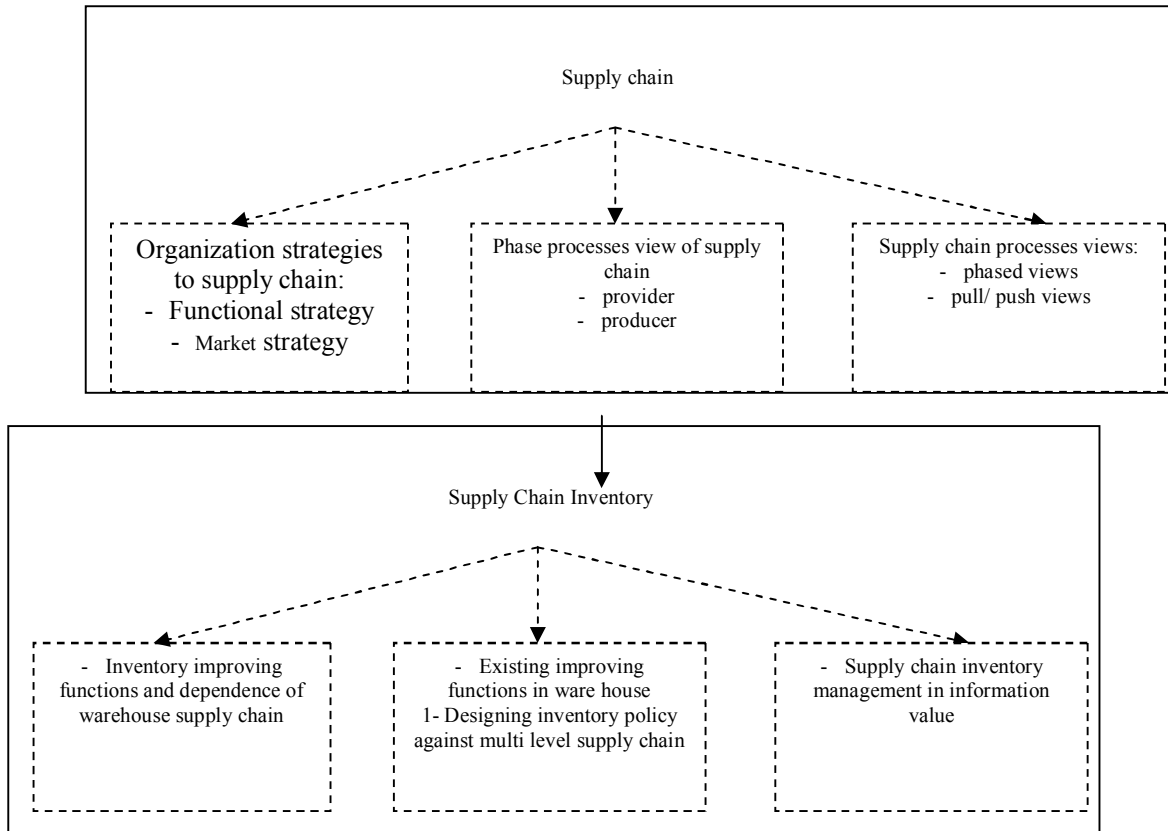 Supply chain
Organization strategies
to supply chain:
- Functional strategy
- Market strategy
Phase processes view of supply
chain
- provider
- producer
Supply chain processes views:
- phased views
- pull/ push views
Supply Chain Inventory
- Inventory improving
functions and dependence of
warehouse supply chain
- Existing improving
functions in ware house
1- Designing inventory policy
against multi level supply chain
- Supply chain inventory
management in information
value